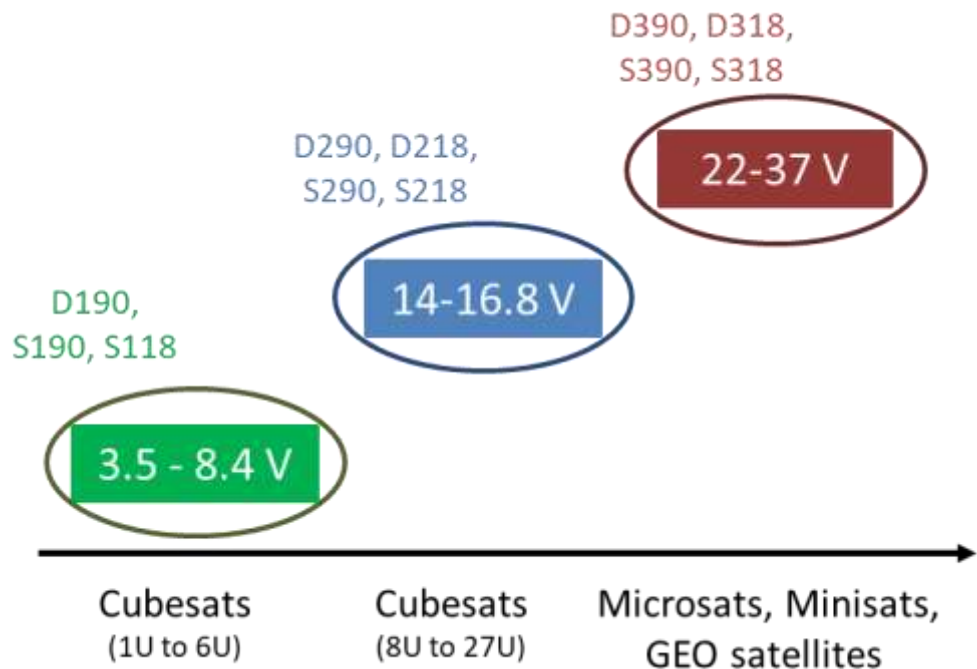 D390, D318,
S390, S318
22-37 V
D290, D218,
S290, S218
14-16.8 V
D190,
S190, S118
3.5 - 8.4 V
Cubesats
(1U to 6U)
Cubesats
(8U to 27U)
Microsats, Minisats,
GEO satellites